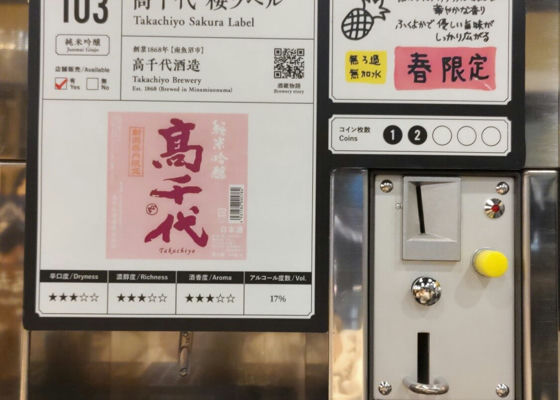 103
高千代 桜ラベル
Takachiyo Sakura Label
純米吟醸
Junmai Ginjo
創業1868年【南魚沼市】
高千代酒造
Takachiyo Brewery
Est. 1868 (Brewed in Minamiuonuma)
酒蔵物語
Brewery story
店舗販売/Available
有
Yes
無
No
純米吟醸
高千代
Takachiyo
日本酒
辛口度/Dryness
濃醇度/Richness
酒香度/Aroma
アルコール度数/Vol.
★★★☆☆
★★★☆☆
★★★☆☆
17%
華やかな香り
ふくよかで優しい旨味が
しっかり広がる
無ろ過
無加水
春限定
コイン枚数
Coins
1 2